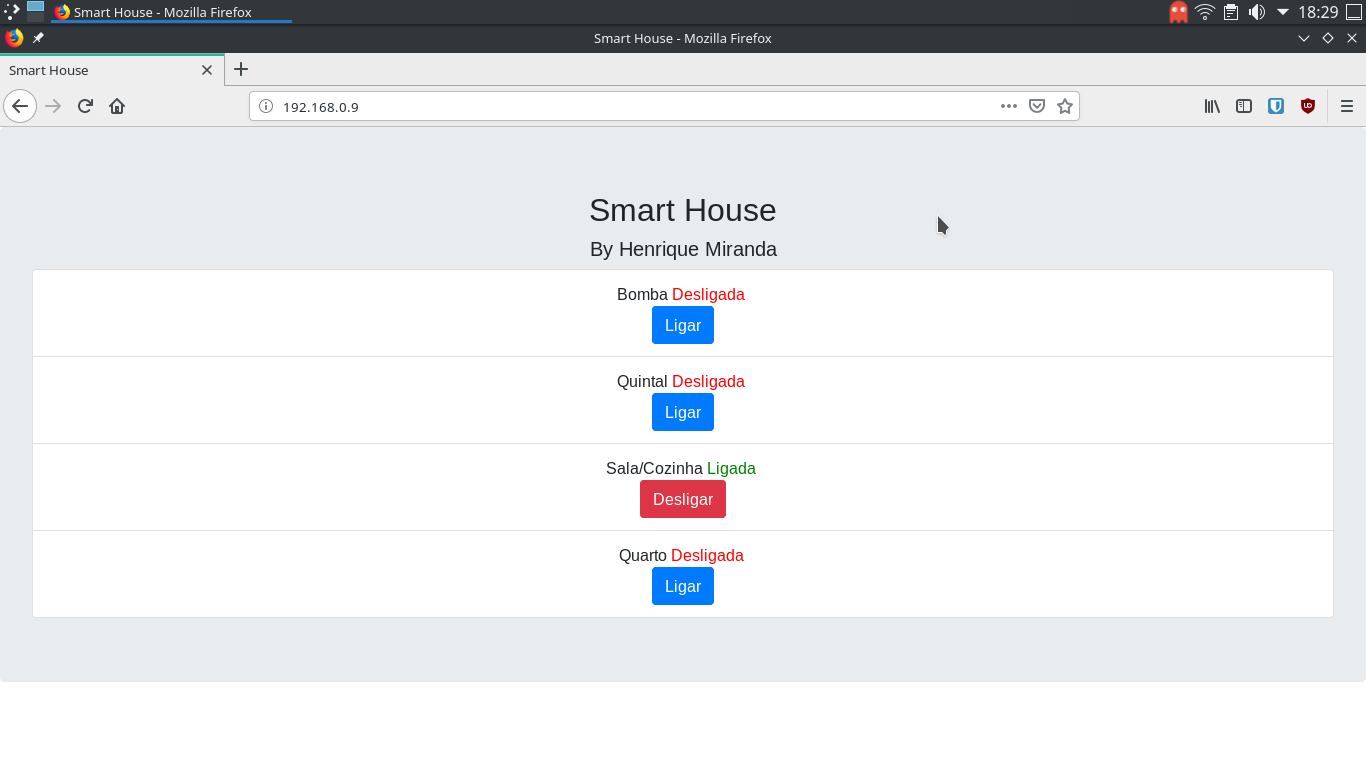 Smart House - Mozilla Firefox
18:29
Smart House - Mozilla Firefox
Smart House
192.168.0.9
Smart House
By Henrique Miranda
Bomba Desligada
Ligar
Quintal Desligada
Ligar
Sala/Cozinha Ligada
Desligar
Quarto Desligada
Ligar